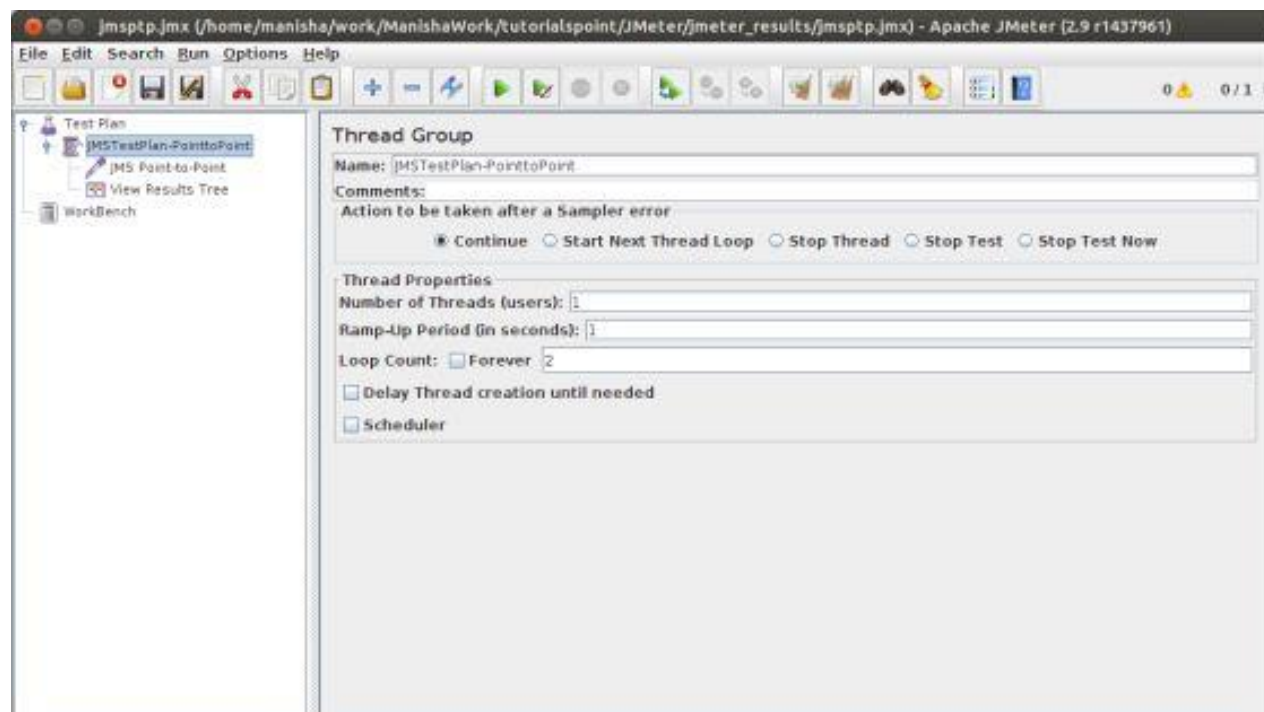 jmsptp.jmx (/home/manisha/work/ManishaWork/tutorialspoint/JMeter/jmeter_results/jmsptp.jmx) - Apache JMeter (2.9 r1437961)
File Edit Search Run Options Help
0 0/1
Test Plan
JMSTestPlan-PointtoPoint
JMS Point-to-Point
View Results Tree
WorkBench
Thread Group
Name: JMSTestPlan-PointtoPoint
Comments:
Action to be taken after a Sampler error
Continue Start Next Thread Loop Stop Thread Stop Test Stop Test Now
Thread Properties
Number of Threads (users): 1
Ramp-Up Period (in seconds): 1
Loop Count: Forever 2
Delay Thread creation until needed
Scheduler